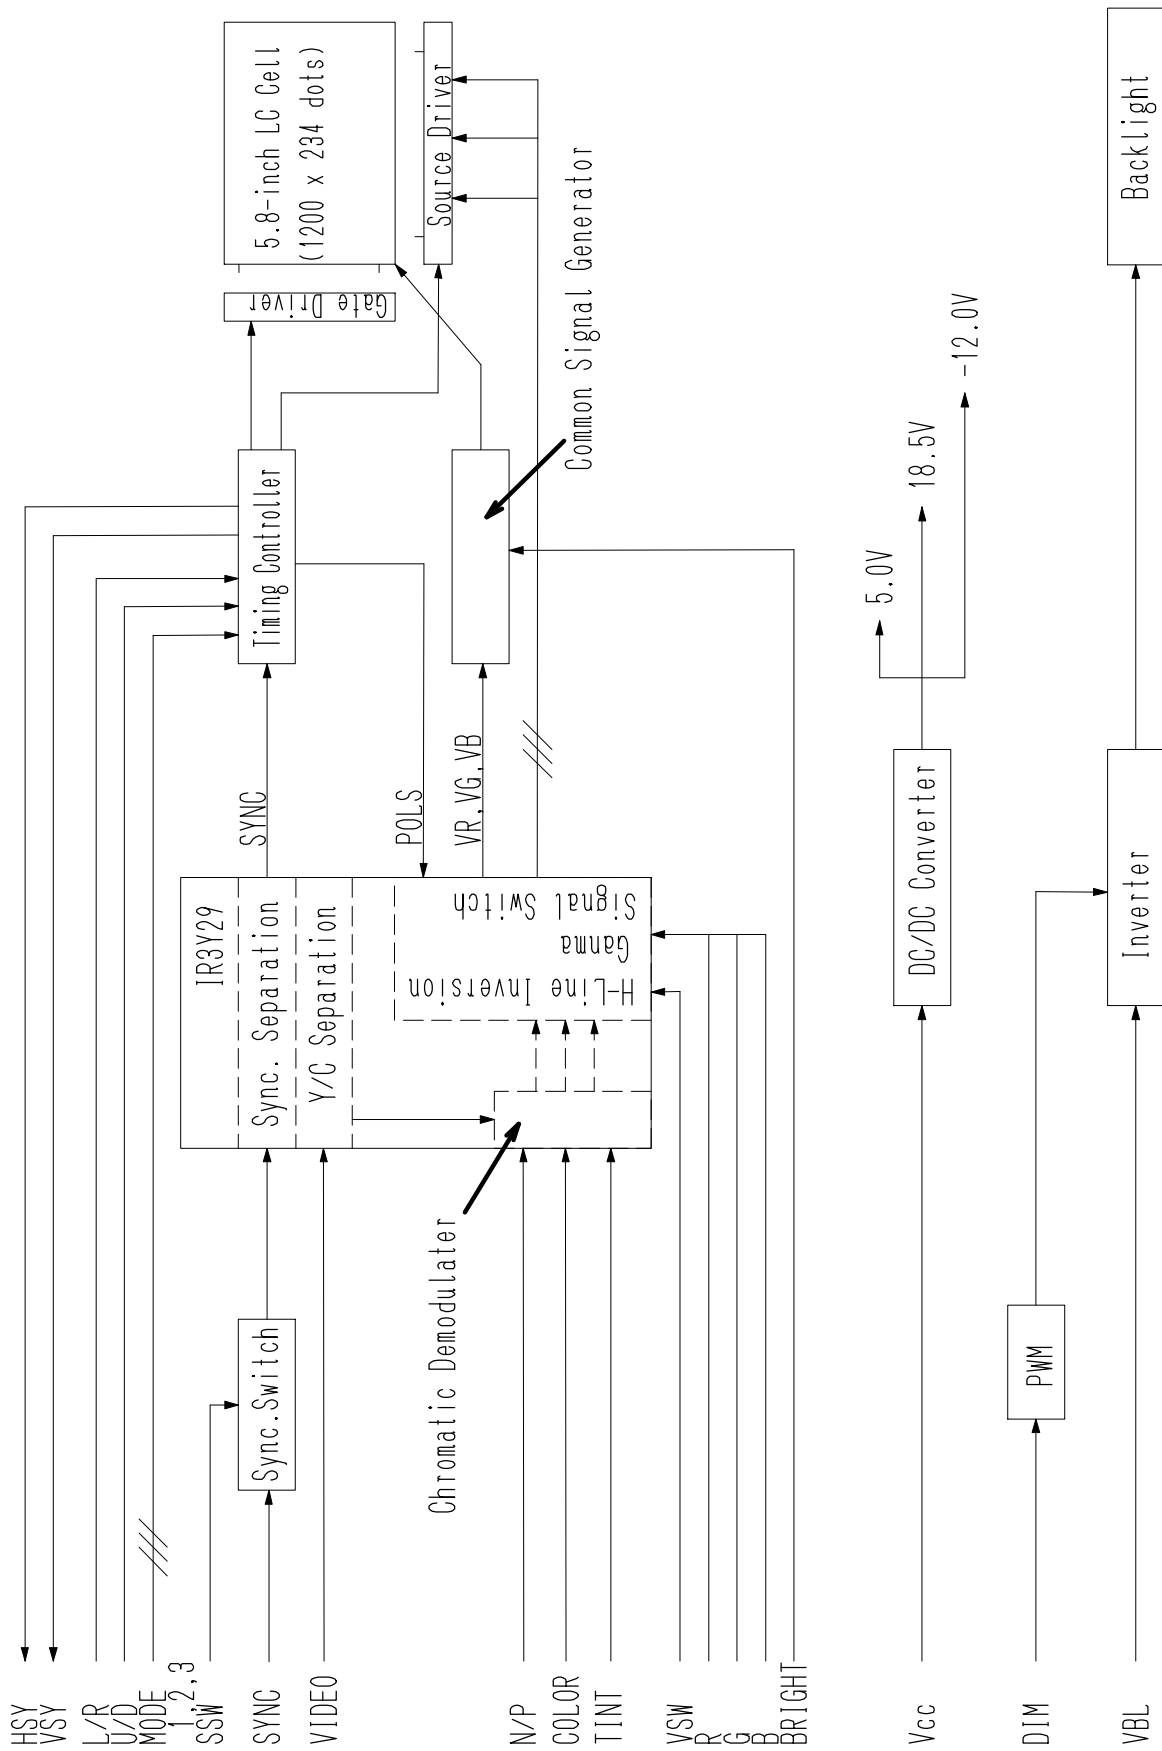 HSY
VSY
L/R
U/D
MODE
1,2,3
SSW
SYNC
VIDEO
N/P
COLOR
TINT
VSW
R
G
B
BRIGHT
Vcc
DIM
VBL
Sync.Switch
Chromatic Demodulater
PWM
IR3Y29
Sync. Separation
Y/C Separation
H-Line Inversion
Ganma
Signal Switch
DC/DC Converter
Inverter
SYNC
POLS
VR,VG,VB
Timing Controller
Common Signal Generator
5.0V
18.5V
-12.0V
Gate Driver
5.8-inch LC Cell
(1200 x 234 dots)
Source Driver
Backlight